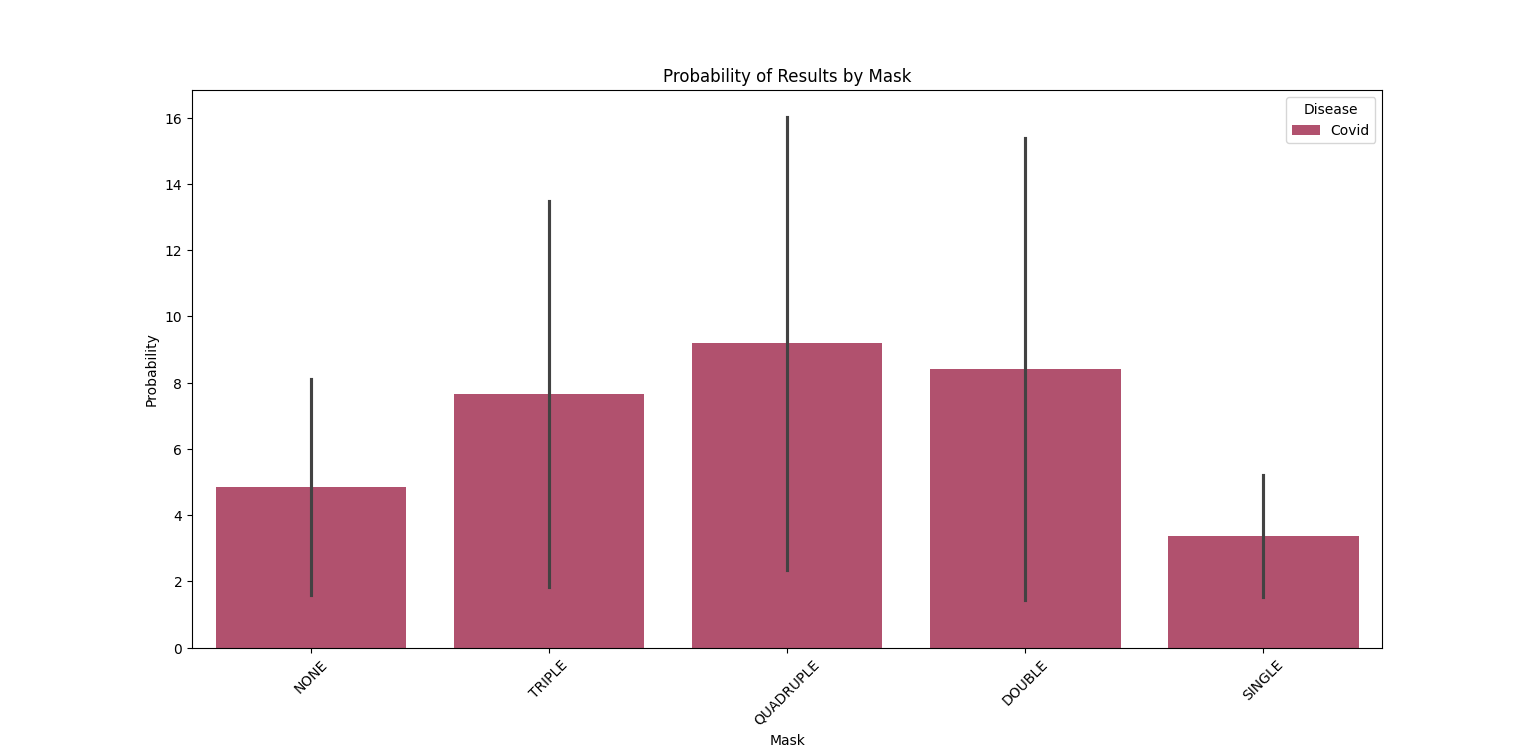 Probability of Results by Mask
Disease
Covid
Probability
16
14
12
10
8
6
4
2
0
NONE
TRIPLE
QUADRUPLE
DOUBLE
SINGLE
Mask